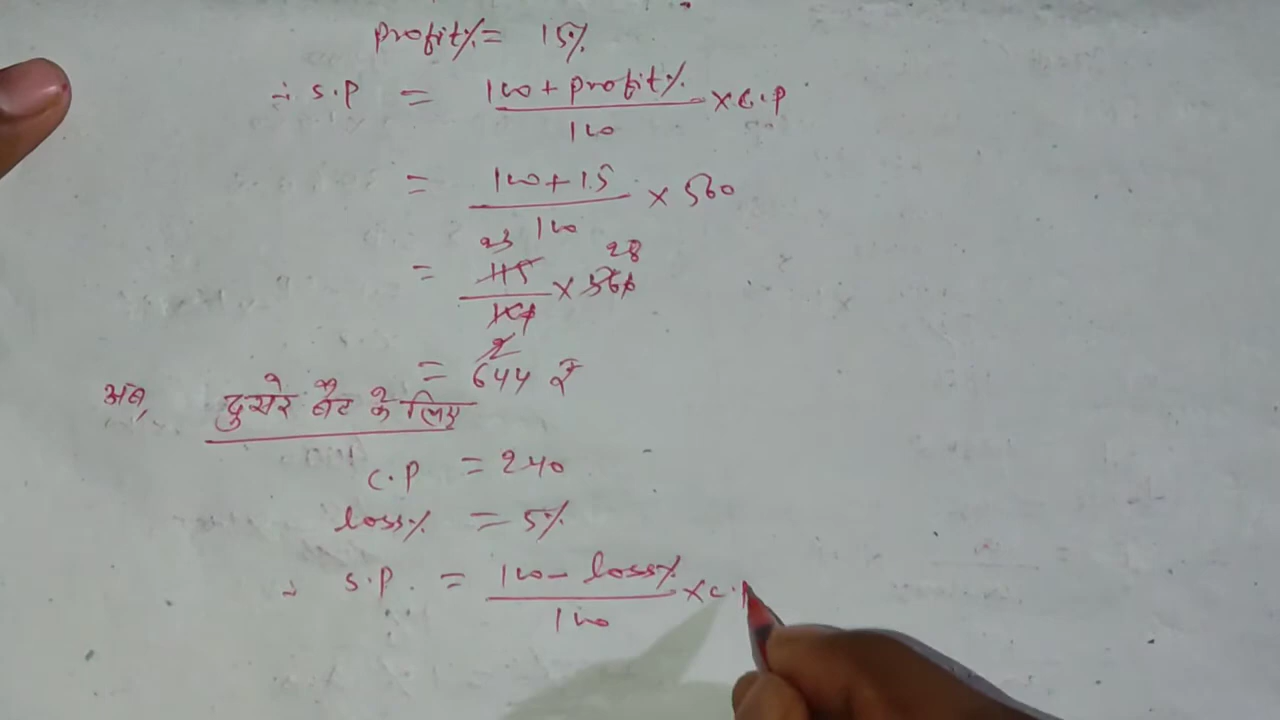 profit% = 15%
∴ S.P = 100 + profit% / 100 × C.P
= 100 + 15 / 100 × 560
23 28
= 115 / 100 × 560
2
= 644 ₹
अब, दुसरे बैट के लिए
C.P = 240
loss% = 5%
∴ S.P. = 100 - loss% / 100 × C.P